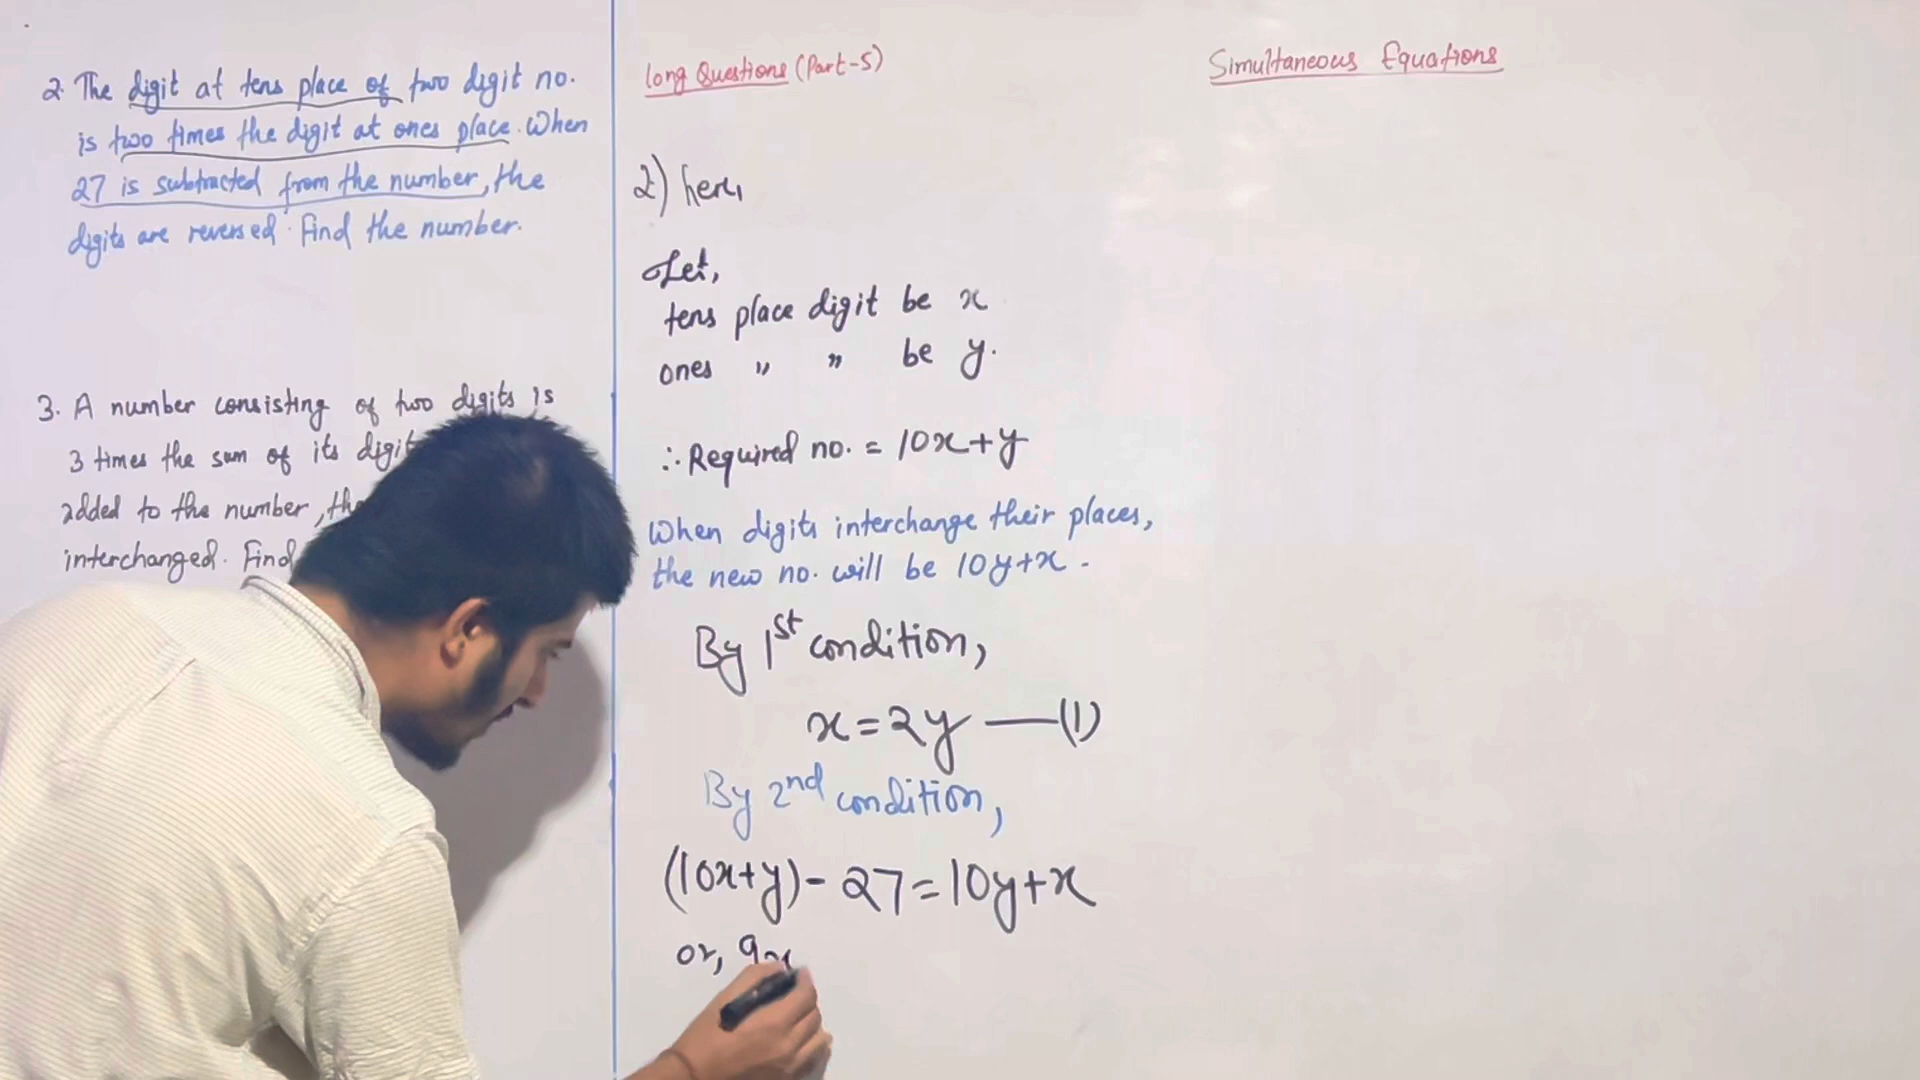 2. The digit at tens place of two digit no.
is two times the digit at ones place. When
27 is subtracted from the number, the
digits are reversed. Find the number.
3. A number consisting of two digits is
3 times the sum of its digit
added to the number, the
interchanged. Find
Long Questions (Part-5)
Simultaneous Equations
2) here,
Let,
tens place digit be x
ones " " be y.
∴ Required no. = 10x+y
When digits interchange their places,
the new no. will be 10y+x.
By 1st condition,
x=2y —(1)
By 2nd condition,
(10x+y)- 27=10y+x
or, 9x